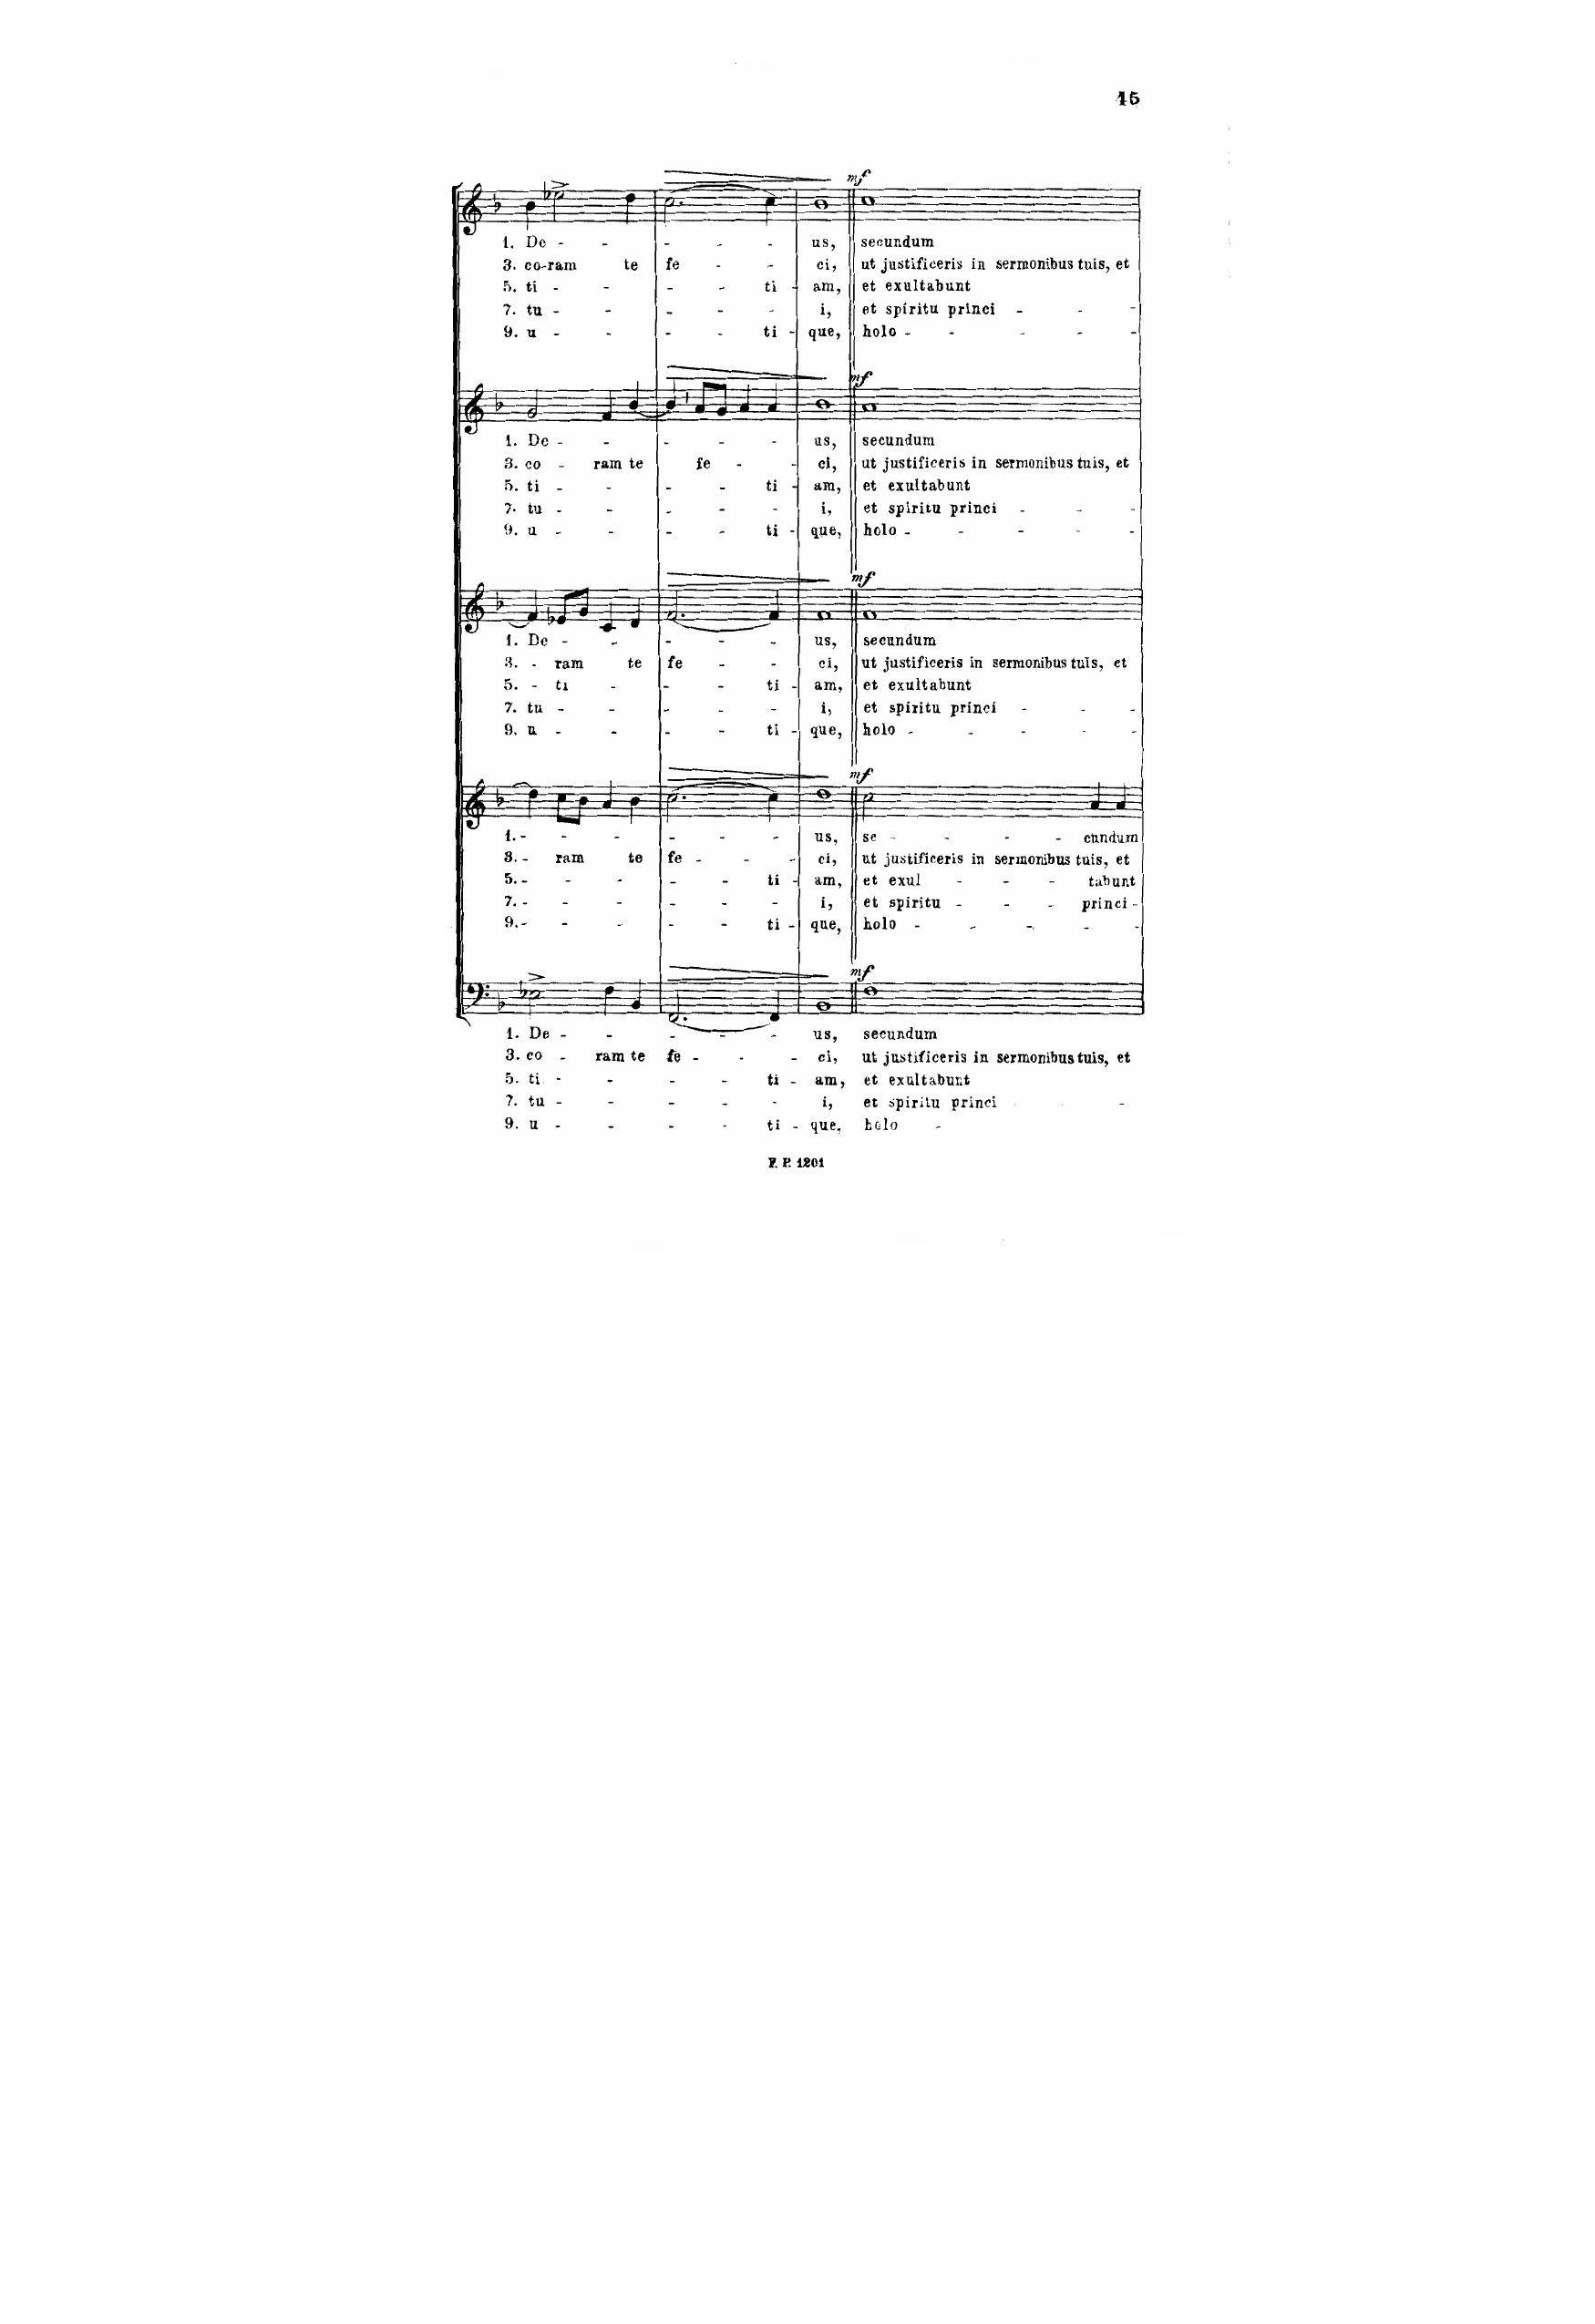 15
mf
1. De - - - - - us, secundum
3. co-ram te fe - - ci, ut justificeris in sermonibus tuis, et
5. ti - - - - ti - am, et exultabunt
7. tu - - - - - i, et spiritu princi - - -
9. u - - - - ti - que, holo - - - - -
mf
1. De - - - - - us, secundum
3. co - ram te fe - - ci, ut justificeris in sermonibus tuis, et
5. ti - - - - ti - am, et exultabunt
7. tu - - - - - i, et spiritu princi - - -
9. u - - - - ti - que, holo - - - - -
mf
1. De - - - - - us, secundum
3. - ram te fe - - ci, ut justificeris in sermonibus tuis, et
5. - ti - - - ti - am, et exultabunt
7. tu - - - - - i, et spiritu princi - - -
9. u - - - - ti - que, holo - - - - -
mf
1. - - - - - - us, se - - - - cundum
3. - ram te fe - - - ci, ut justificeris in sermonibus tuis, et
5. - - - - - ti - am, et exul - - - tabunt
7. - - - - - - i, et spiritu - - - princi -
9. - - - - - ti - que, holo - - - - -
mf
1. De - - - - - us, secundum
3. co - ram te fe - - - ci, ut justificeris in sermonibus tuis, et
5. ti - - - - ti - am, et exultabunt
7. tu - - - - - i, et spiritu princi -
9. u - - - - ti - que, holo -
F. P. 1201